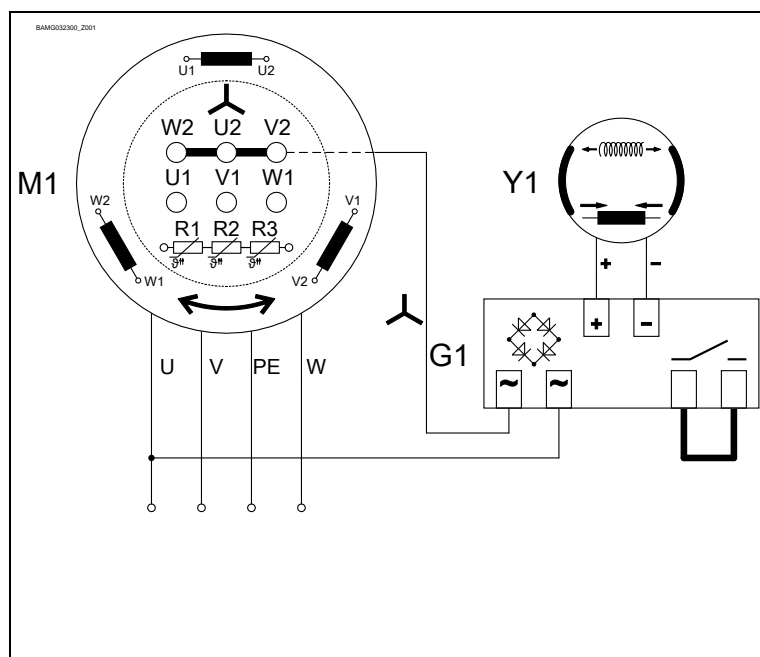 BAMG032300_Z001
U1 U2
W2 U2 V2
M1
U1 V1 W1
Y1
W2
V1
R1 R2 R3
ϑ ϑ ϑ
W1
V2
+ -
+ -
G1
U V PE W
~ ~